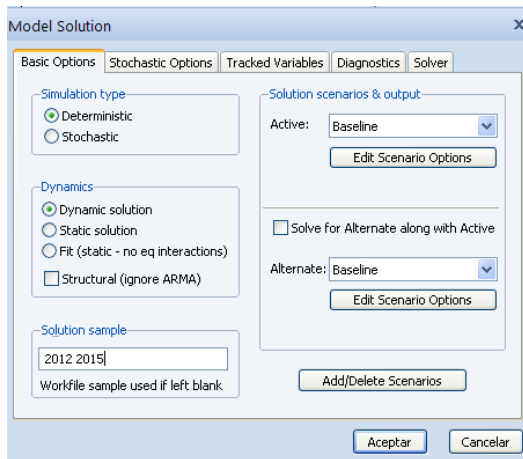 Model Solution
x
Basic Options Stochastic Options Tracked Variables Diagnostics Solver
Simulation type
Deterministic
Stochastic
Dynamics
Dynamic solution
Static solution
Fit (static - no eq interactions)
Structural (ignore ARMA)
Solution sample
2012 2015
Workfile sample used if left blank
Solution scenarios & output
Active: Baseline
Edit Scenario Options
Solve for Alternate along with Active
Alternate: Baseline
Edit Scenario Options
Add/Delete Scenarios
Aceptar Cancelar